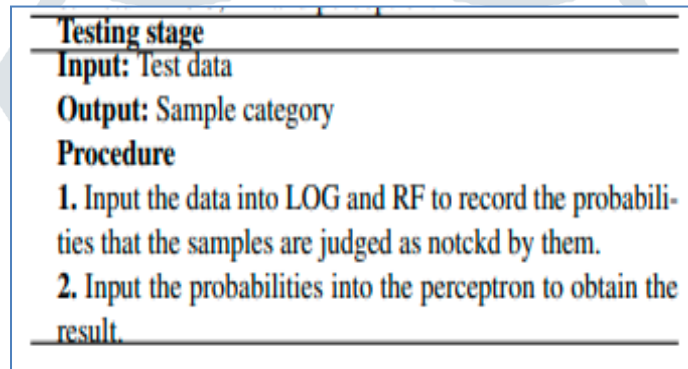 Testing stage
Input: Test data
Output: Sample category
Procedure
1. Input the data into LOG and RF to record the probabili-
ties that the samples are judged as notckd by them.
2. Input the probabilities into the perceptron to obtain the
result.